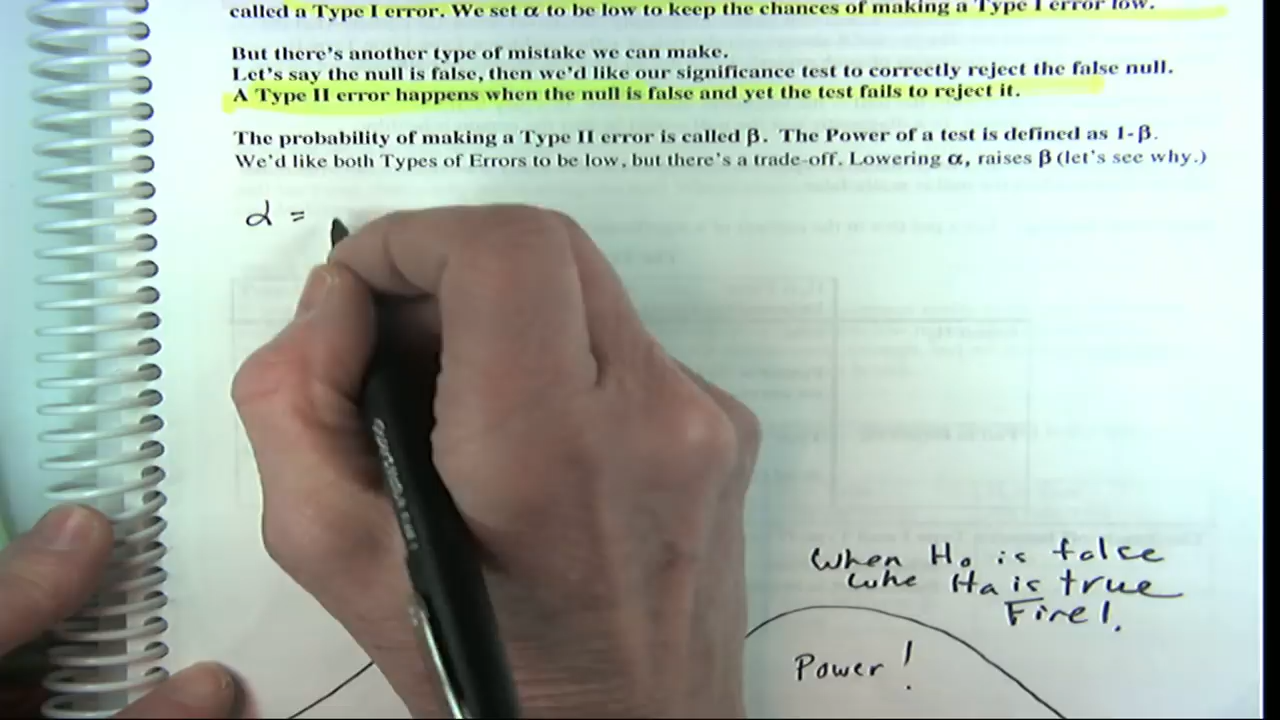 called a Type I error. We set α to be low to keep the chances of making a Type I error low.
But there's another type of mistake we can make.
Let's say the null is false, then we'd like our significance test to correctly reject the false null.
A Type II error happens when the null is false and yet the test fails to reject it.
The probability of making a Type II error is called β. The Power of a test is defined as 1-β.
We'd like both Types of Errors to be low, but there's a trade-off. Lowering α, raises β (let's see why.)
α =
When Ho is false
Whe Ha is true
Fire!
Power!